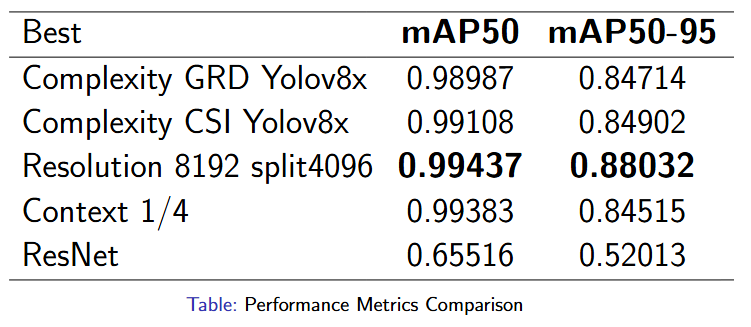 Best mAP50 mAP50-95
Complexity GRD Yolov8x 0.98987 0.84714
Complexity CSI Yolov8x 0.99108 0.84902
Resolution 8192 split4096 0.99437 0.88032
Context 1/4 0.99383 0.84515
ResNet 0.65516 0.52013
Table: Performance Metrics Comparison